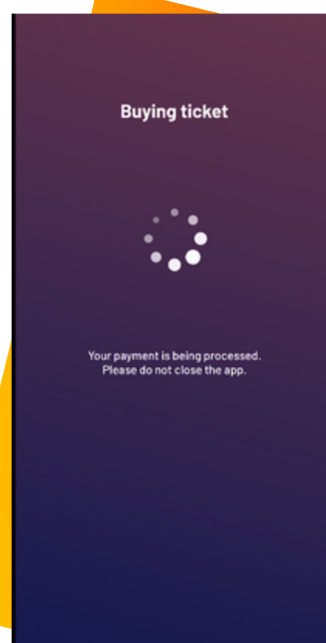 Buying ticket
Your payment is being processed.
Please do not close the app.